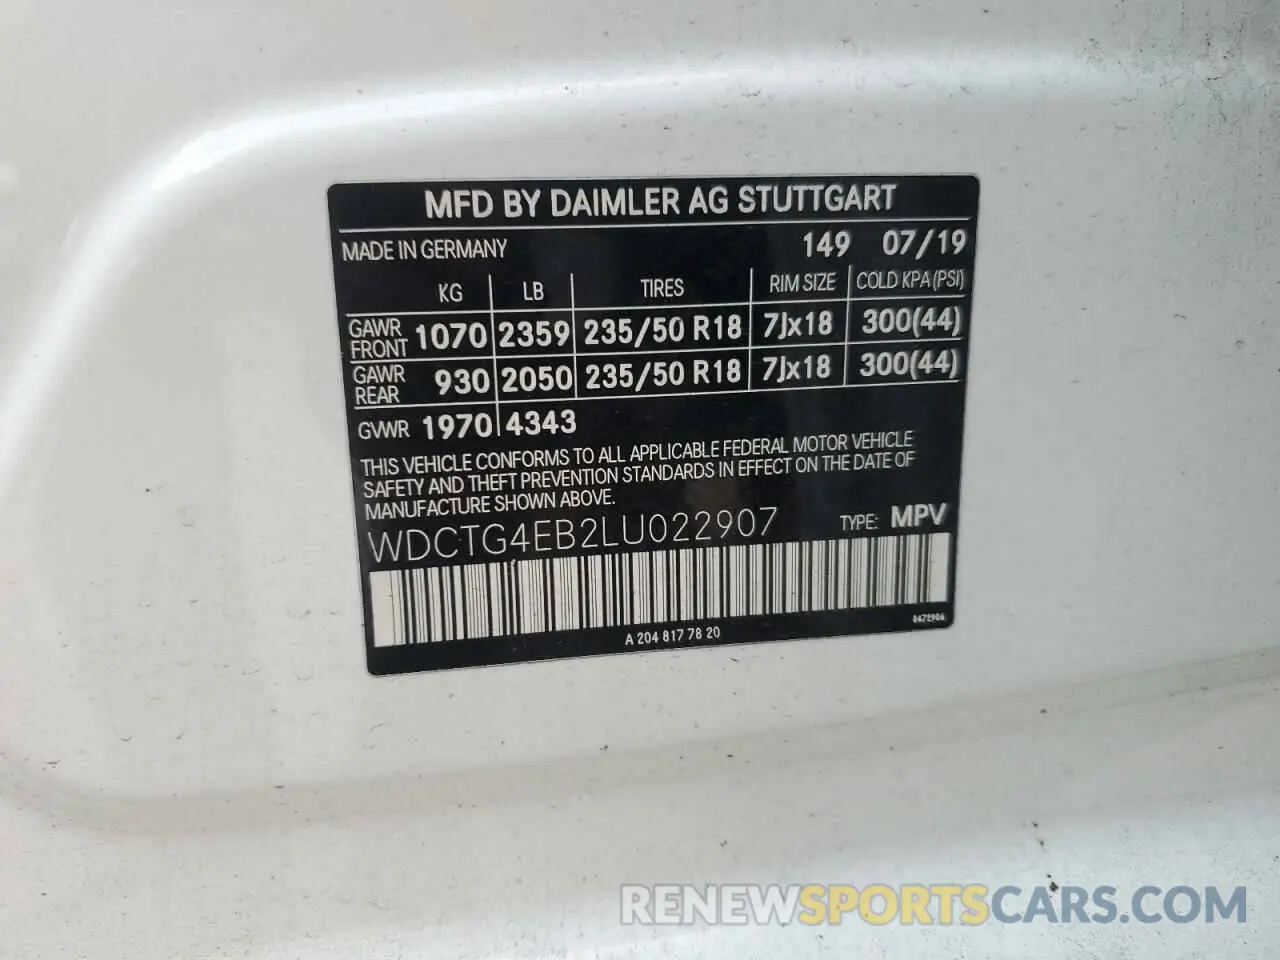 MFD BY DAIMLER AG STUTTGART
MADE IN GERMANY 149 07/19
KG LB TIRES RIM SIZE COLD KPA (PSI)
GAWR FRONT 1070 2359 235/50 R18 7Jx18 300(44)
GAWR REAR 930 2050 235/50 R18 7Jx18 300(44)
GVWR 1970 4343
THIS VEHICLE CONFORMS TO ALL APPLICABLE FEDERAL MOTOR VEHICLE
SAFETY AND THEFT PREVENTION STANDARDS IN EFFECT ON THE DATE OF
MANUFACTURE SHOWN ABOVE.
WDCTG4EB2LU022907 TYPE: MPV
A 204 817 78 20
RENEWSPORTSCARS.COM-2023